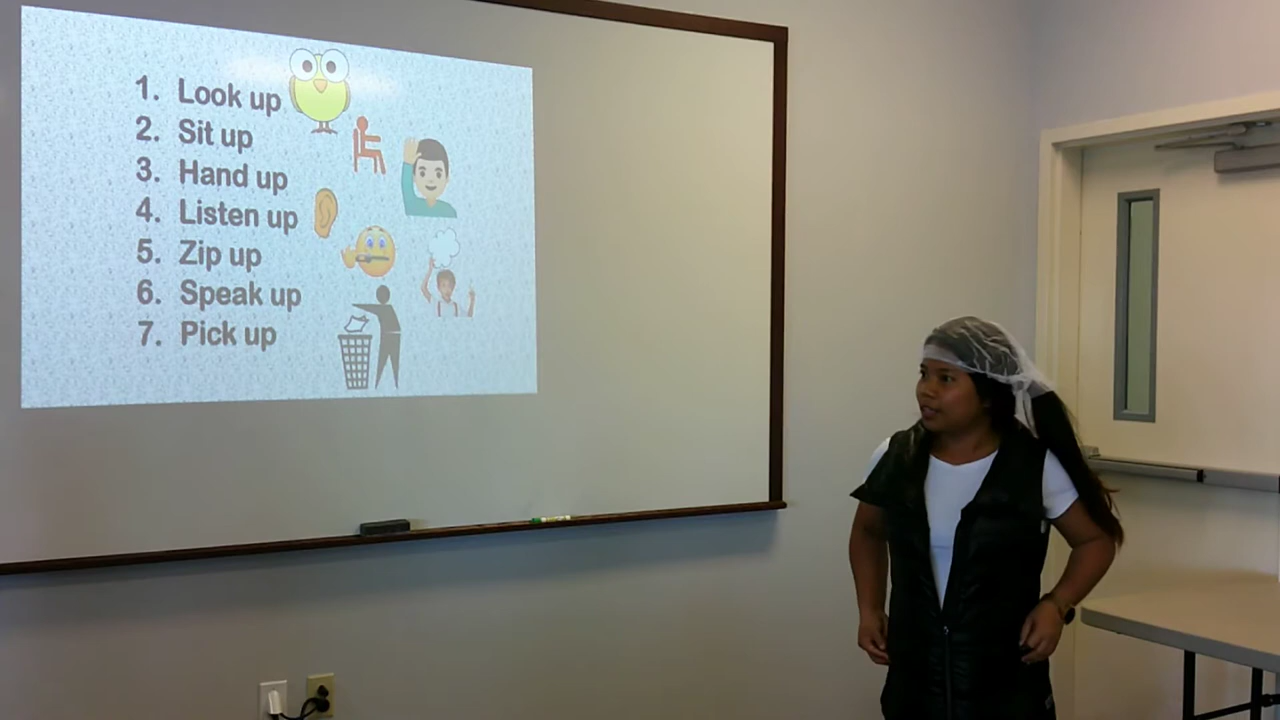 1. Look up
2. Sit up
3. Hand up
4. Listen up
5. Zip up
6. Speak up
7. Pick up